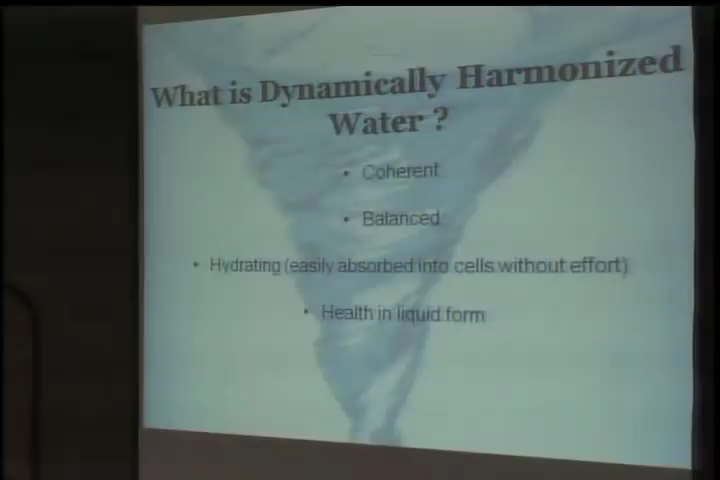 What is Dynamically Harmonized
Water ?
• Coherent
• Balanced
• Hydrating (easily absorbed into cells without effort)
• Health in liquid form